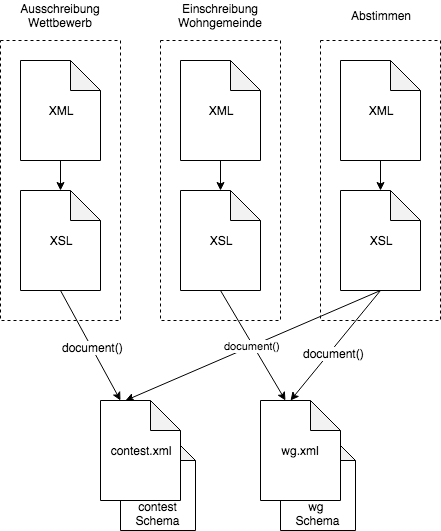 Ausschreibung
Wettbewerb
Einschreibung
Wohngemeinde
Abstimmen
XML
XML
XML
XSL
XSL
XSL
document()
document()
document()
contest.xml
wg.xml
contest
Schema
wg
Schema